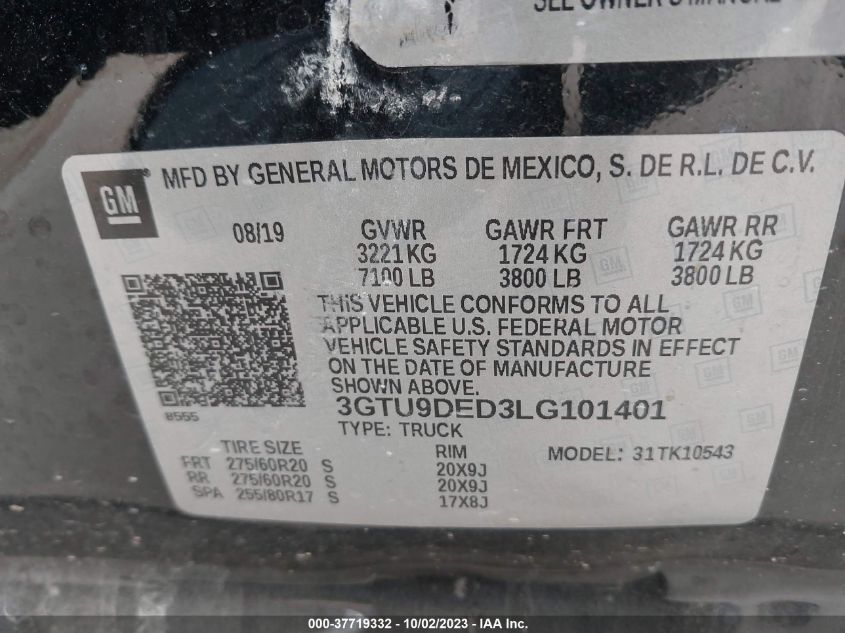 SEE OWNER'S MANUAL
GM MFD BY GENERAL MOTORS DE MEXICO, S. DE R.L. DE C.V.
08/19 GVWR GAWR FRT GAWR RR
3221 KG 1724 KG 1724 KG
7100 LB 3800 LB 3800 LB
THIS VEHICLE CONFORMS TO ALL
APPLICABLE U.S. FEDERAL MOTOR
VEHICLE SAFETY STANDARDS IN EFFECT
ON THE DATE OF MANUFACTURE
SHOWN ABOVE.
8555 3GTU9DED3LG101401
TYPE: TRUCK
TIRE SIZE RIM MODEL: 31TK10543
FRT 275/60R20 S 20X9J
RR 275/60R20 S 20X9J
SPA 255/80R17 S 17X8J
000-37719332 - 10/02/2023 - © IAA Inc.